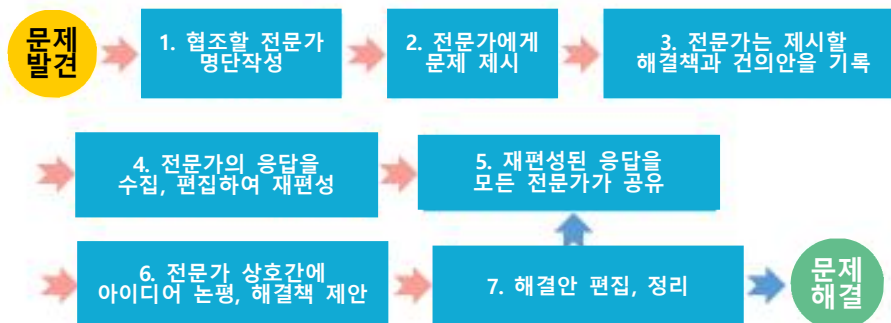 문제
발견
1. 협조할 전문가
명단작성
2. 전문가에게
문제 제시
3. 전문가는 제시할
해결책과 건의안을 기록
4. 전문가의 응답을
수집, 편집하여 재편성
5. 재편성된 응답을
모든 전문가가 공유
6. 전문가 상호간에
아이디어 논평, 해결책 제안
7. 해결안 편집, 정리
문제
해결